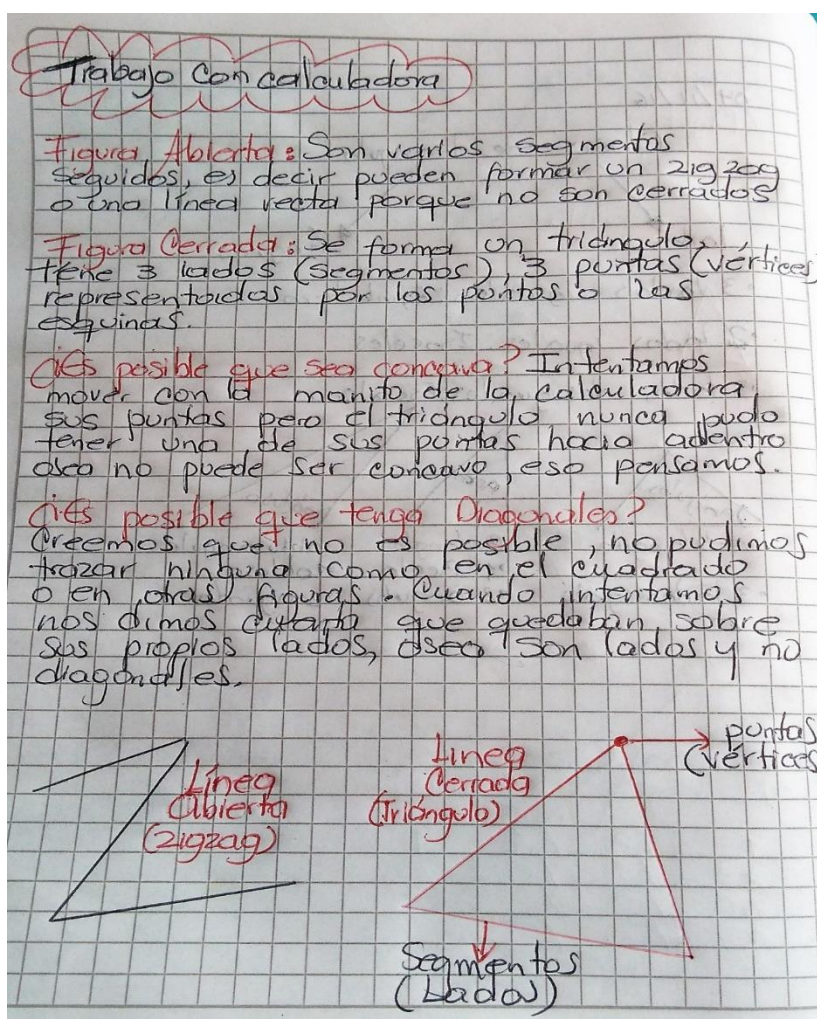 Trabajo con calculadora
Figura Abierta: Son varios segmentos
seguidos, es decir pueden formar un zigzag
o una línea recta porque no son cerrados
Figura Cerrada: Se forma un triángulo,
tiene 3 lados (segmentos), 3 puntas (vértices
representadas por los puntos o las
esquinas.
¿Es posible que sea concava? Intentamos
mover con la manito de la calculadora
sus puntas pero el triángulo nunca pudo
tener una de sus puntas hacia adentro
osea no puede ser concavo, eso pensamos.
¿Es posible que tenga Diagonales?
Creemos que no es posible, no pudimos
trazar ninguna como en el cuadrado
o en otras figuras. Cuando intentamos
nos dimos cuenta que quedaban sobre
sus propios lados, osea son lados y no
diagonales.
Línea
abierta
(zigzag)
Linea
Cerrada
(triángulo)
puntas
(vértices
Segmentos
(Lados)